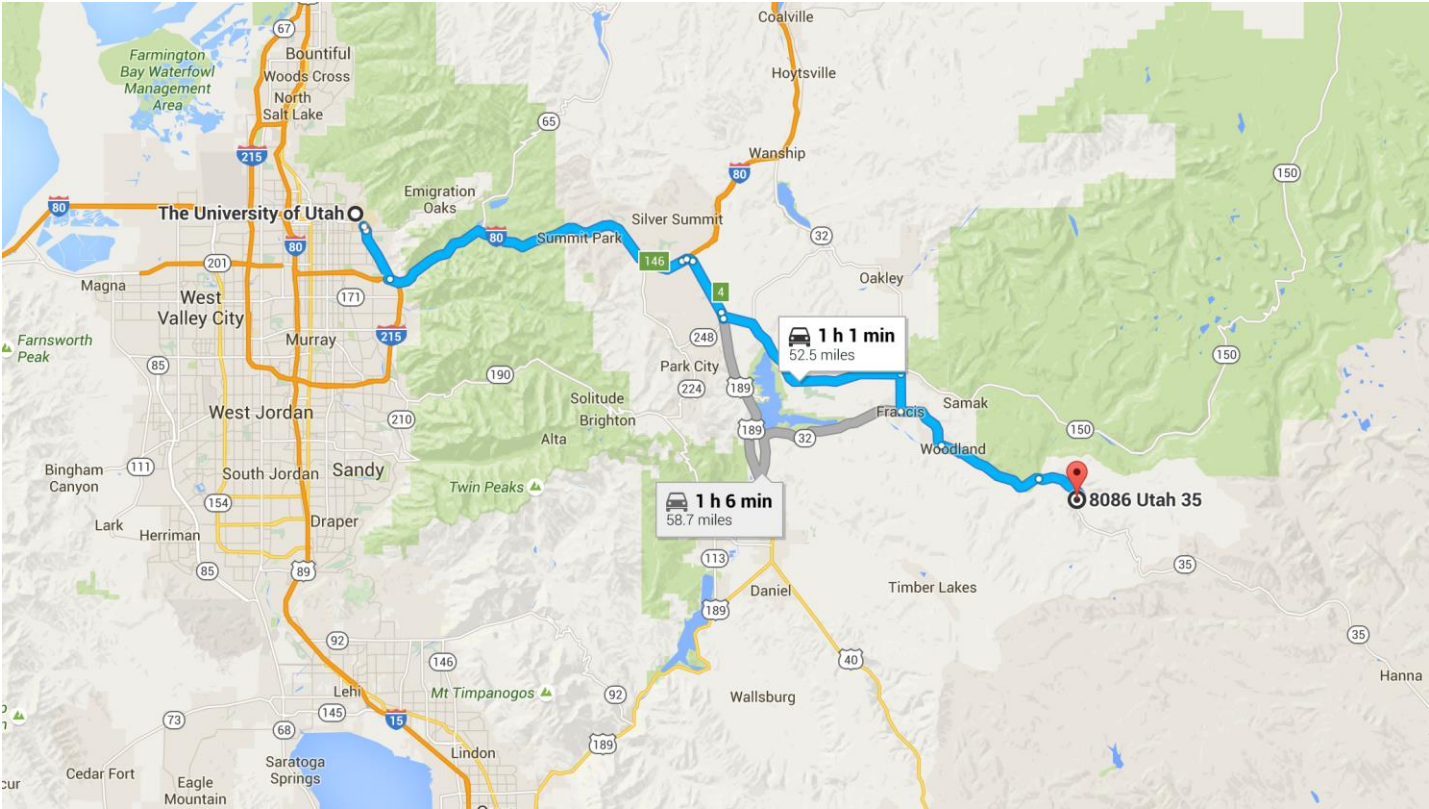 Coalville
67
Farmington
Bay Waterfowl
Management
Area
Bountiful
Woods Cross
North
Salt Lake
Hoytsville
65
215
Wanship
80
150
Emigration
Oaks
80
The University of Utah
Silver Summit
80
80
Summit Park
32
201
146
Oakley
Magna
171
4
West
Valley City
215
248
1 h 1 min
52.5 miles
Murray
Farnsworth
Peak
150
85
Park City
190
189
224
Solitude
Brighton
Samak
West Jordan
Francis
210
189
32
150
Alta
Woodland
Bingham
Canyon
111
South Jordan
Sandy
Twin Peaks
1 h 6 min
58.7 miles
8086 Utah 35
154
Lark
Herriman
Draper
113
85
89
35
Daniel
Timber Lakes
189
92
35
146
40
Hanna
Lehi
Mt Timpanogos
92
Wallsburg
73
145
15
68
189
Lindon
Saratoga
Springs
Cedar Fort
Eagle
Mountain
cur